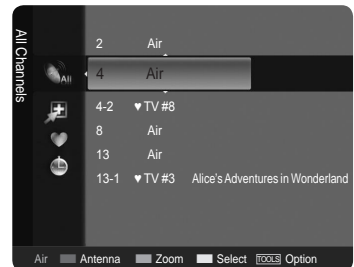 All Channels
2 Air
All
4 Air
4-2 ♥ TV #8
8 Air
13 Air
13-1 ♥ TV #3 Alice's Adventures in Wonderland
Air Antenna Zoom Select TOOLS Option